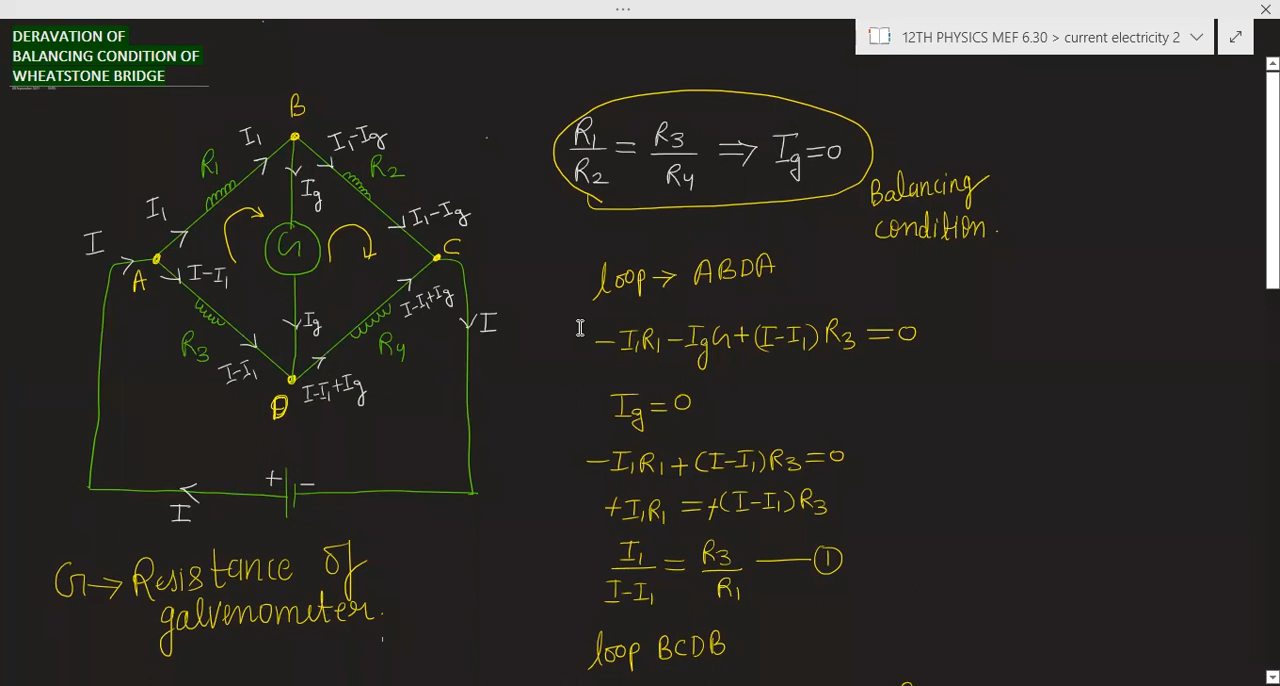 DERAVATION OF
BALANCING CONDITION OF
WHEATSTONE BRIDGE
12TH PHYSICS MEF 6.30 > current electricity 2
B
I₁
I₁-Ig
R₁
R₂
Ig
I₁
I₁-Ig
I
G
C
A
I-I₁
I-I₁+Ig
Ig
I
R₃
R₄
I-I₁
I-I₁+Ig
D
+
-
I
G → Resistance of
galvenometer.
R₁/R₂ = R₃/R₄ ⟹ Ig=0
Balancing
condition.
loop → ABDA
-I₁R₁-IgG+(I-I₁)R₃=0
Ig=0
-I₁R₁+(I-I₁)R₃=0
+I₁R₁=+(I-I₁)R₃
I₁/I-I₁ = R₃/R₁ — ①
loop BCDB